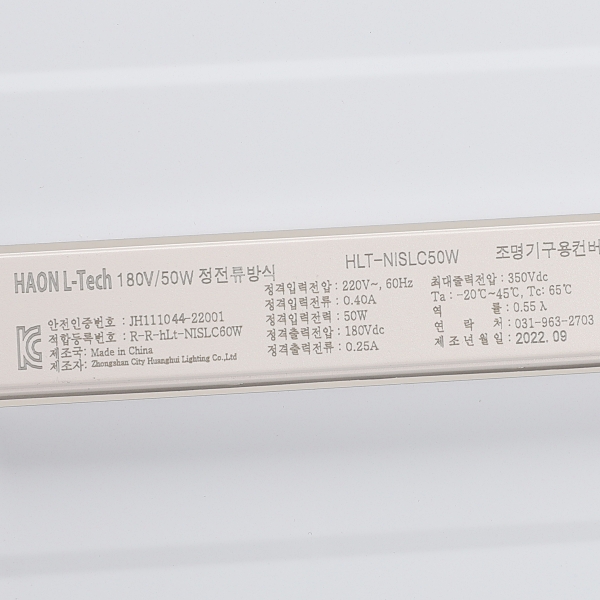 HAON L-Tech 180V/50W 정전류방식
HLT-NISLC50W
조명기구용컨버
안전인증번호 : JH111044-22001
적합등록번호 : R-R-hLt-NISLC60W
제조국: Made in China
제조자: Zhongshan City Huanghui Lighting Co.,Ltd
정격입력전압 : 220V~, 60Hz
정격입력전류 : 0.40A
정격입력전력 : 50W
정격출력전압 : 180Vdc
정격출력전류 : 0.25A
최대출력전압 : 350Vdc
Ta : -20℃~45℃, Tc: 65℃
역 률 : 0.55 λ
연 락 처 : 031-963-2703
제 조 년 월 일 : 2022. 09